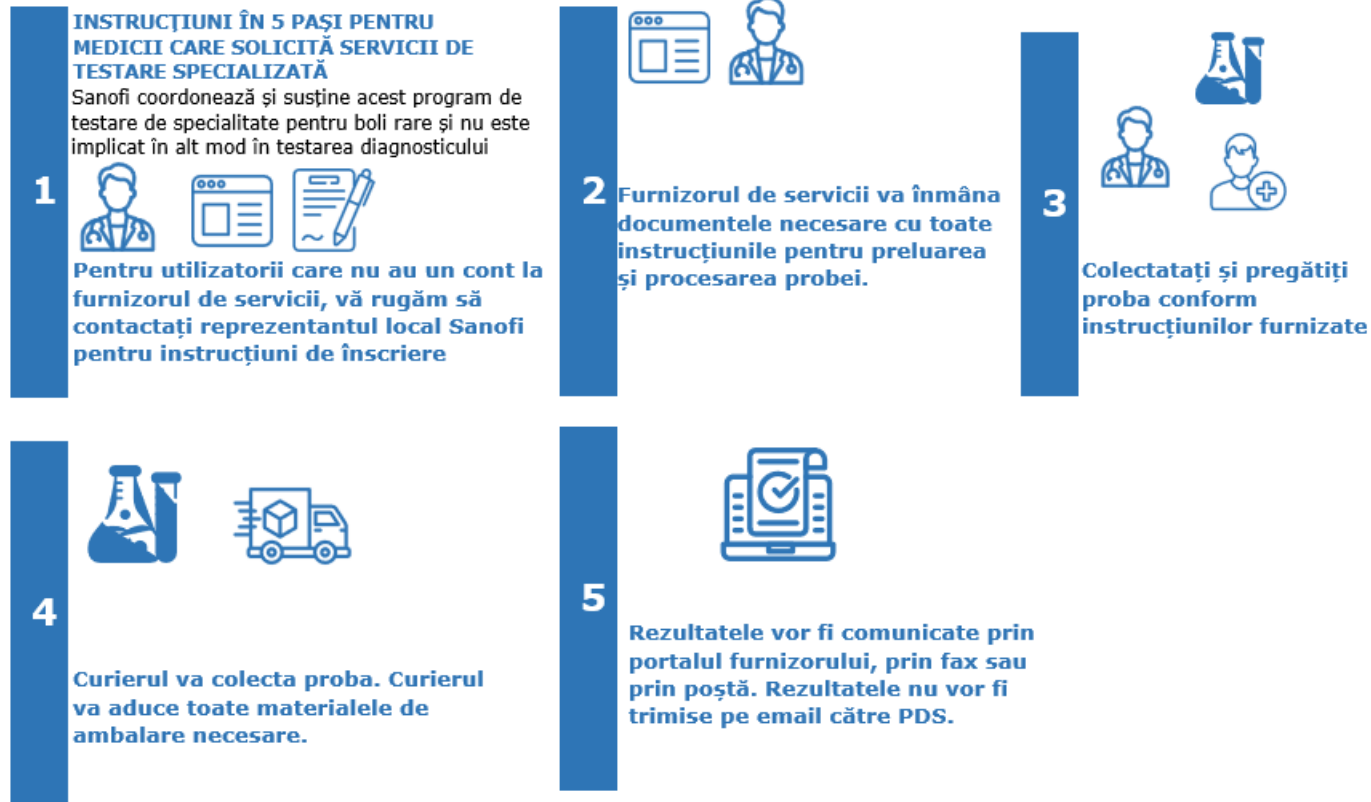 INSTRUCŢIUNI ÎN 5 PAŞI PENTRU
MEDICII CARE SOLICITĂ SERVICII DE
TESTARE SPECIALIZATĂ
Sanofi coordonează și susține acest program de
testare de specialitate pentru boli rare și nu este
implicat în alt mod în testarea diagnosticului
1
Pentru utilizatorii care nu au un cont la
furnizorul de servicii, vă rugăm să
contactați reprezentantul local Sanofi
pentru instrucțiuni de înscriere
2
Furnizorul de servicii va înmâna
documentele necesare cu toate
instrucțiunile pentru preluarea
și procesarea probei.
3
Colectatați și pregătiți
proba conform
instrucțiunilor furnizate
4
Curierul va colecta proba. Curierul
va aduce toate materialele de
ambalare necesare.
5
Rezultatele vor fi comunicate prin
portalul furnizorului, prin fax sau
prin poștă. Rezultatele nu vor fi
trimise pe email către PDS.